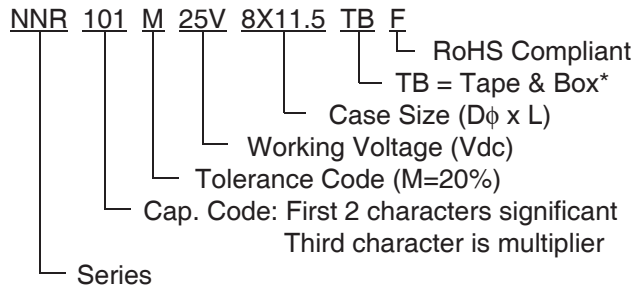 NNR 101 M 25V 8X11.5 TB F
RoHS Compliant
TB = Tape & Box*
Case Size (Dϕ x L)
Working Voltage (Vdc)
Tolerance Code (M=20%)
Cap. Code: First 2 characters significant
Third character is multiplier
Series